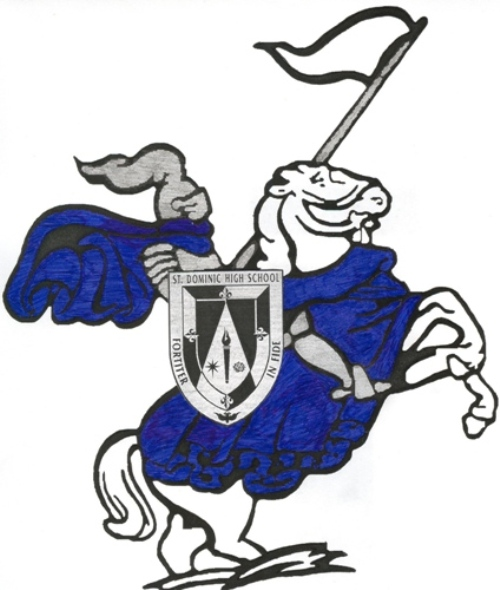 ST. DOMINIC HIGH SCHOOL
FORTITER
IN FIDE